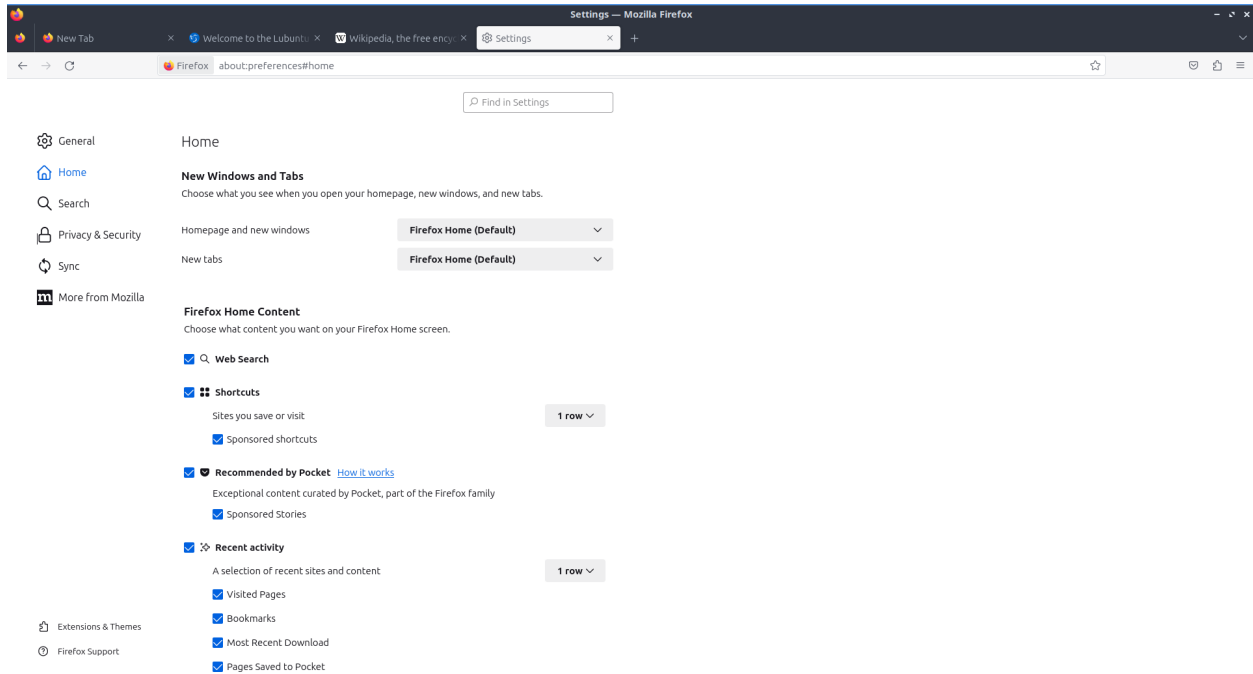 Settings — Mozilla Firefox
New Tab
Welcome to the Lubuntu
Wikipedia, the free ency
Settings
Firefox about:preferences#home
Find in Settings
General
Home
Search
Privacy & Security
Sync
More from Mozilla
Extensions & Themes
Firefox Support
Home
New Windows and Tabs
Choose what you see when you open your homepage, new windows, and new tabs.
Homepage and new windows Firefox Home (Default)
New tabs Firefox Home (Default)
Firefox Home Content
Choose what content you want on your Firefox Home screen.
Web Search
Shortcuts
Sites you save or visit 1 row
Sponsored shortcuts
Recommended by Pocket How it works
Exceptional content curated by Pocket, part of the Firefox family
Sponsored Stories
Recent activity
A selection of recent sites and content 1 row
Visited Pages
Bookmarks
Most Recent Download
Pages Saved to Pocket